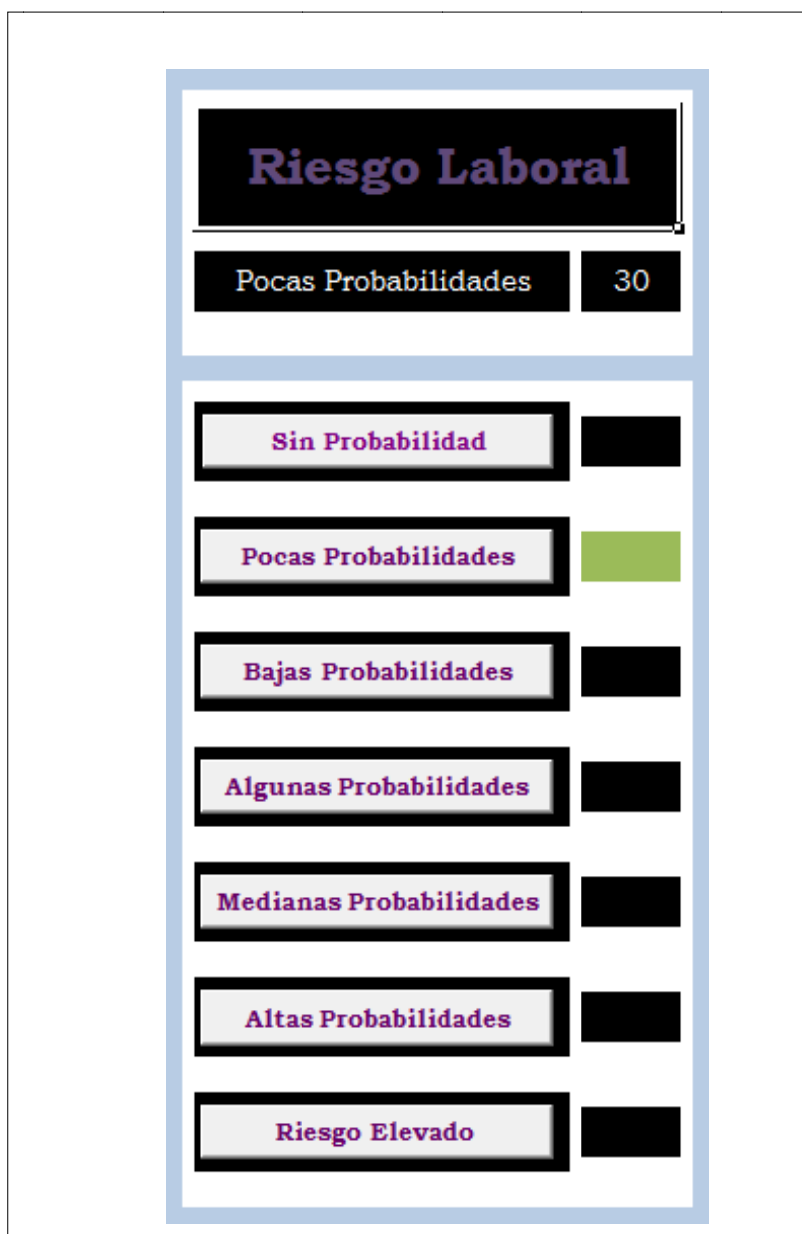 Riesgo Laboral
Pocas Probabilidades 30
Sin Probabilidad
Pocas Probabilidades
Bajas Probabilidades
Algunas Probabilidades
Medianas Probabilidades
Altas Probabilidades
Riesgo Elevado